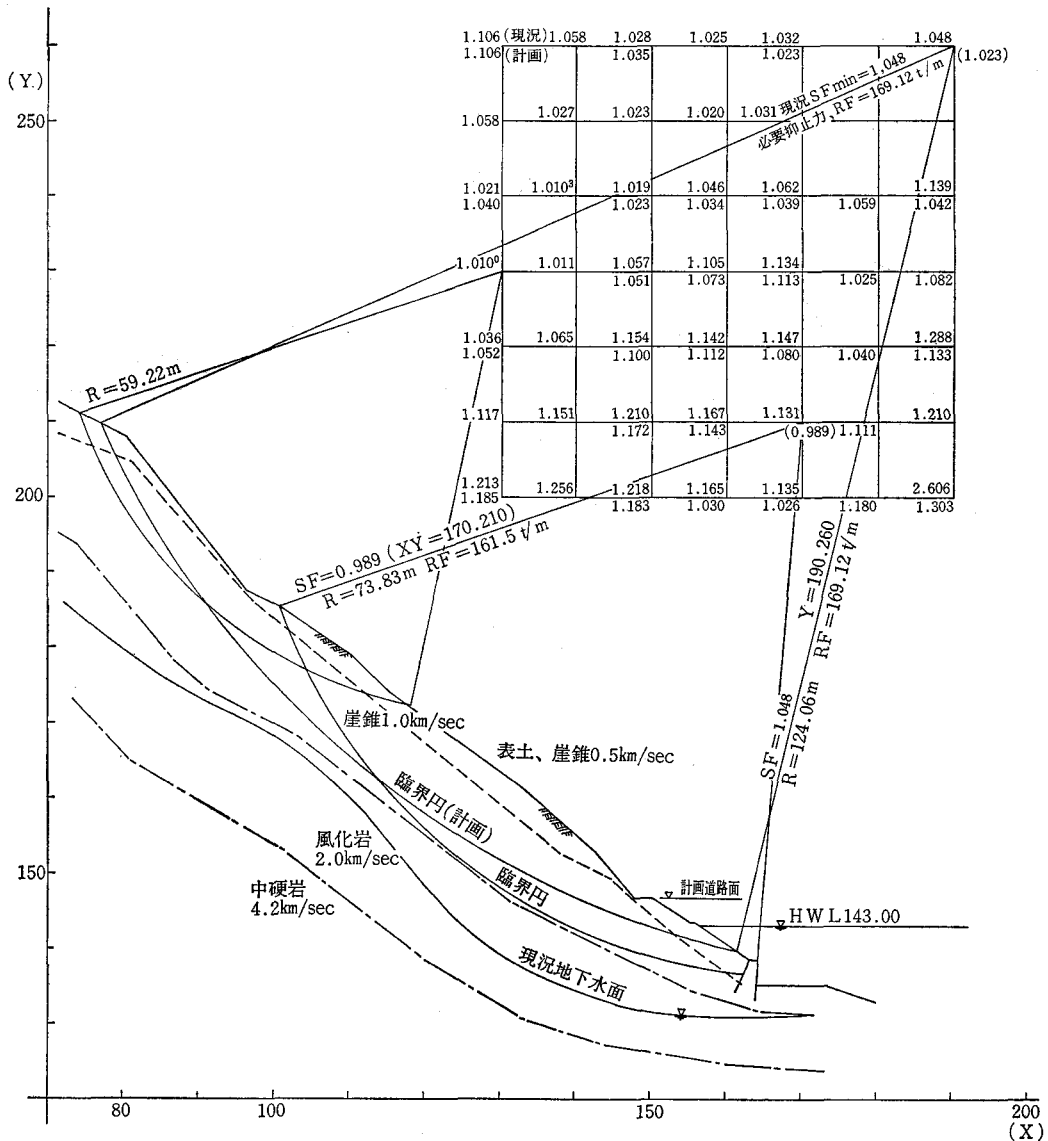 1.106 (現況) 1.058 1.028 1.025 1.032 1.048
1.106 (計画) 1.035 1.023 (1.023)
(Y)
現況 SFmin=1,048
必要抑止力、RF=169.12 t/m
250
1.058 1.027 1.023 1.020 1.031
1.021 1.010³ 1.019 1.046 1.062 1.139
1.040 1.023 1.034 1.039 1.059 1.042
1.010⁰ 1.011 1.057 1.105 1.134
1.051 1.073 1.113 1.025 1.082
1.036 1.065 1.154 1.142 1.147 1.288
1.052 1.100 1.112 1.080 1.040 1.133
R=59.22m
1.117 1.151 1.210 1.167 1.131 1.210
1.172 1.143 (0.989) 1.111
1.213 1.256 1.218 1.165 1.135 2.606
1.185 1.183 1.030 1.026 1.180 1.303
200
SF=0.989 (XY=170.210)
R=73.83m RF=161.5 t/m
SF=1.048 Y=190.260
R=124.06m RF=169.12 t/m
崖錐1.0km/sec
表土、崖錐0.5km/sec
臨界円(計画)
風化岩
2.0km/sec
臨界円
150
中硬岩
4.2km/sec
計画道路面
HWL143.00
現況地下水面
80 100 150 200
(X)